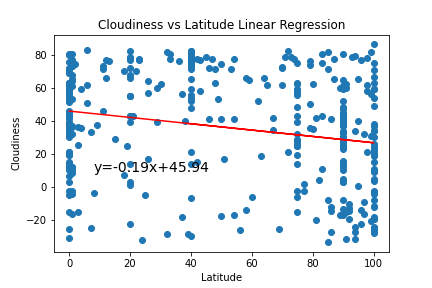 Cloudiness vs Latitude Linear Regression
80
60
40
20
0
−20
Cloudiness
y=-0.19x+45.94
0 20 40 60 80 100
Latitude